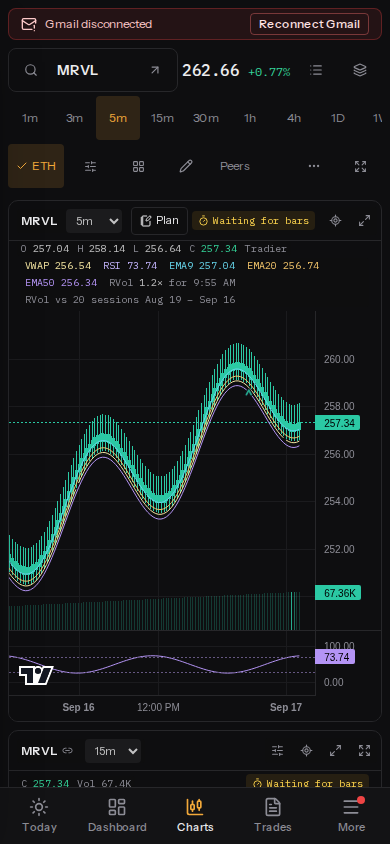 Gmail disconnected Reconnect Gmail
MRVL 262.66 +0.77%
1m 3m 5m 15m 30m 1h 4h 1D
ETH Peers
MRVL 5m Plan Waiting for bars
O 257.04 H 258.14 L 256.64 C 257.34 Tradier
VWAP 256.54 RSI 73.74 EMA9 257.04 EMA20 256.74
EMA50 256.34 RVol 1.2× for 9:55 AM
RVol vs 20 sessions Aug 19 – Sep 16
260.00
257.34
256.00
254.00
252.00
67.36K
100.00
73.74
0.00
Sep 16 12:00 PM Sep 17
MRVL 15m
C 257.34 Vol 67.4K Waiting for bars
Today Dashboard Charts Trades More